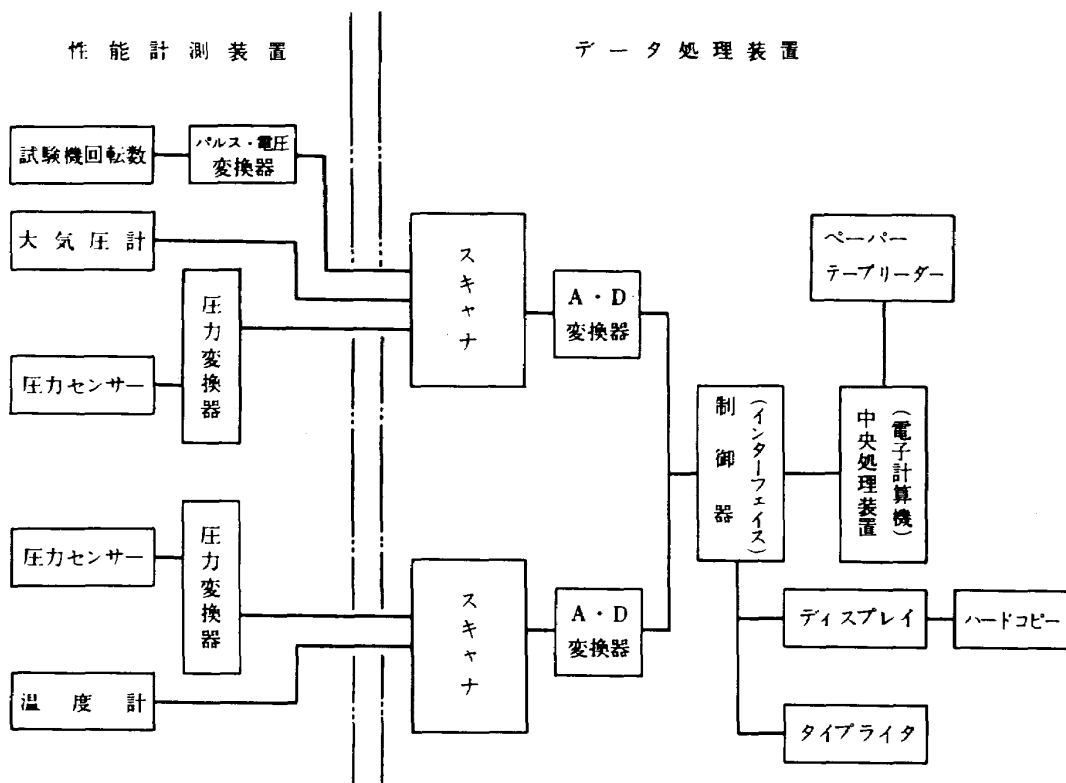 性能計測装置
データ処理装置
試験機回転数
パルス・電圧
変換器
大気圧計
圧力変換器
圧力センサー
スキャナ
A・D
変換器
ペーパー
テープリーダー
制御器
(インターフェイス)
中央処理装置
(電子計算機)
圧力センサー
圧力変換器
温度計
スキャナ
A・D
変換器
ディスプレイ
ハードコピー
タイプライタ